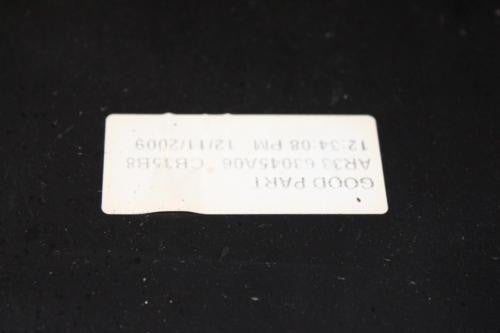 GOOD PART
AR33 63045A06 CB35B8
12:34:08 PM 12/11/2009